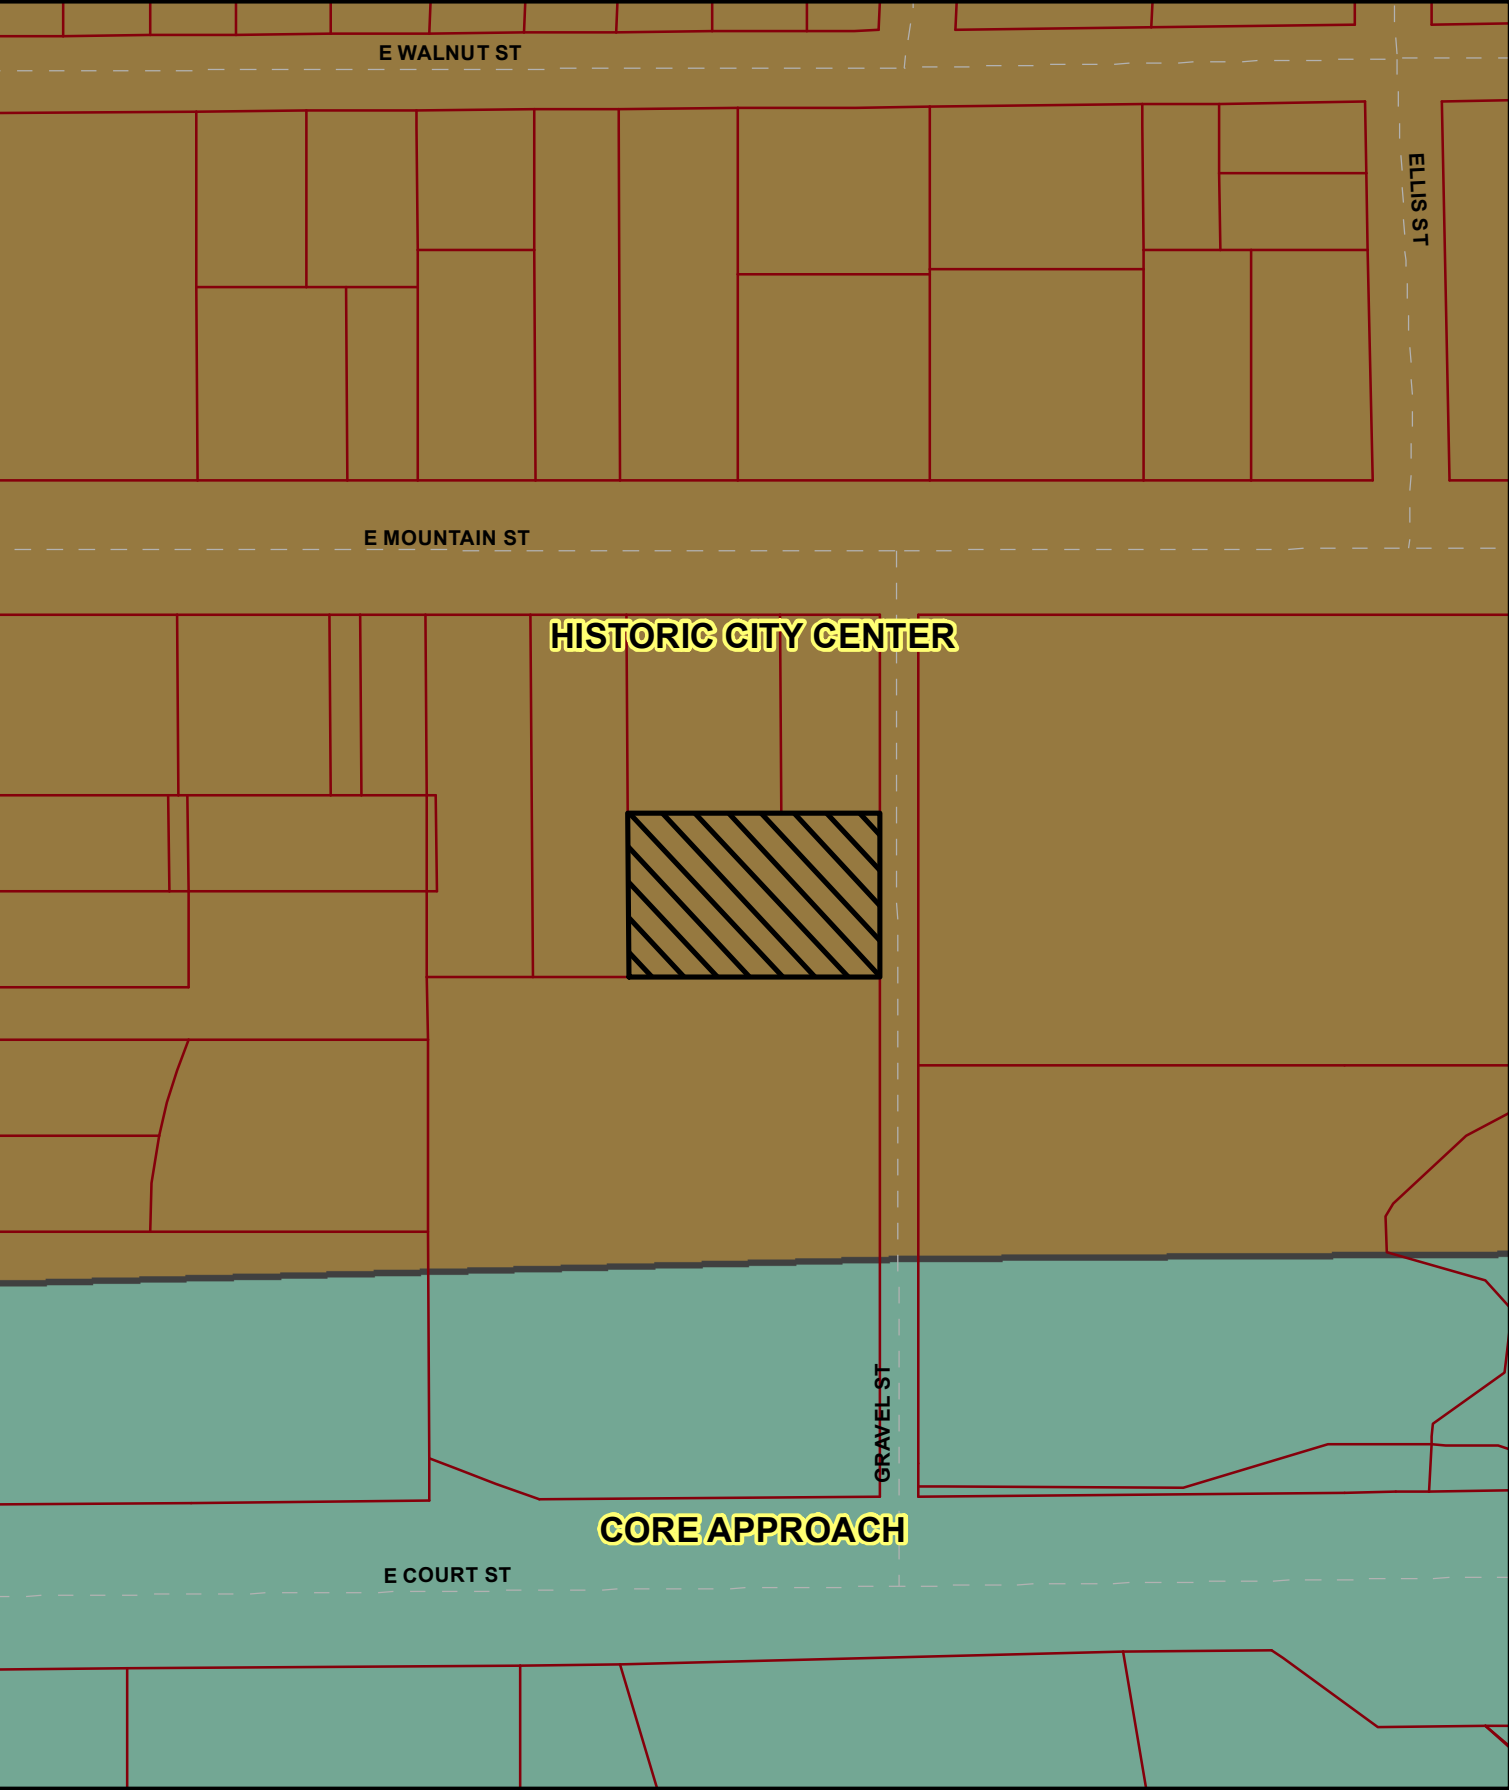 E WALNUT ST
ELLIS ST
E MOUNTAIN ST
HISTORIC CITY CENTER
GRAVEL ST
CORE APPROACH
E COURT ST